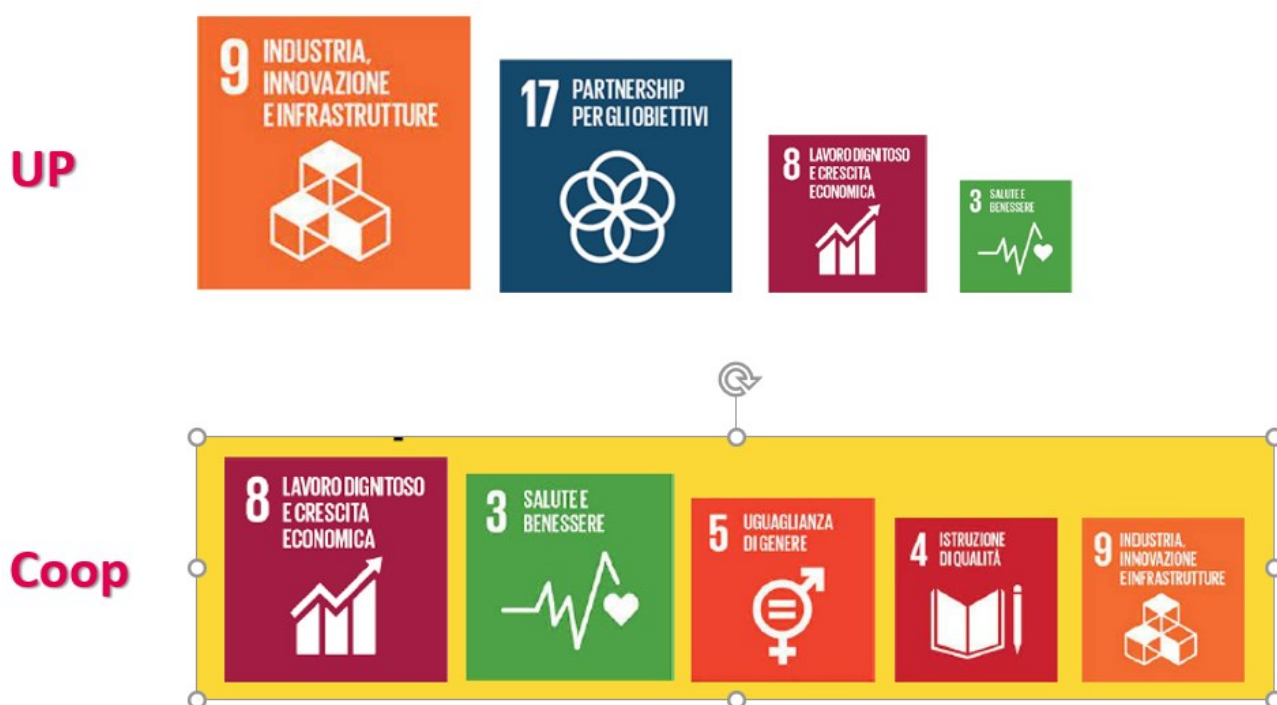 UP
9 INDUSTRIA,
INNOVAZIONE
E INFRASTRUTTURE
17 PARTNERSHIP
PER GLI OBIETTIVI
8 LAVORO DIGNITOSO
E CRESCITA
ECONOMICA
3 SALUTE E
BENESSERE
Coop
8 LAVORO DIGNITOSO
E CRESCITA
ECONOMICA
3 SALUTE E
BENESSERE
5 UGUAGLIANZA
DI GENERE
4 ISTRUZIONE
DI QUALITÀ
9 INDUSTRIA,
INNOVAZIONE
E INFRASTRUTTURE